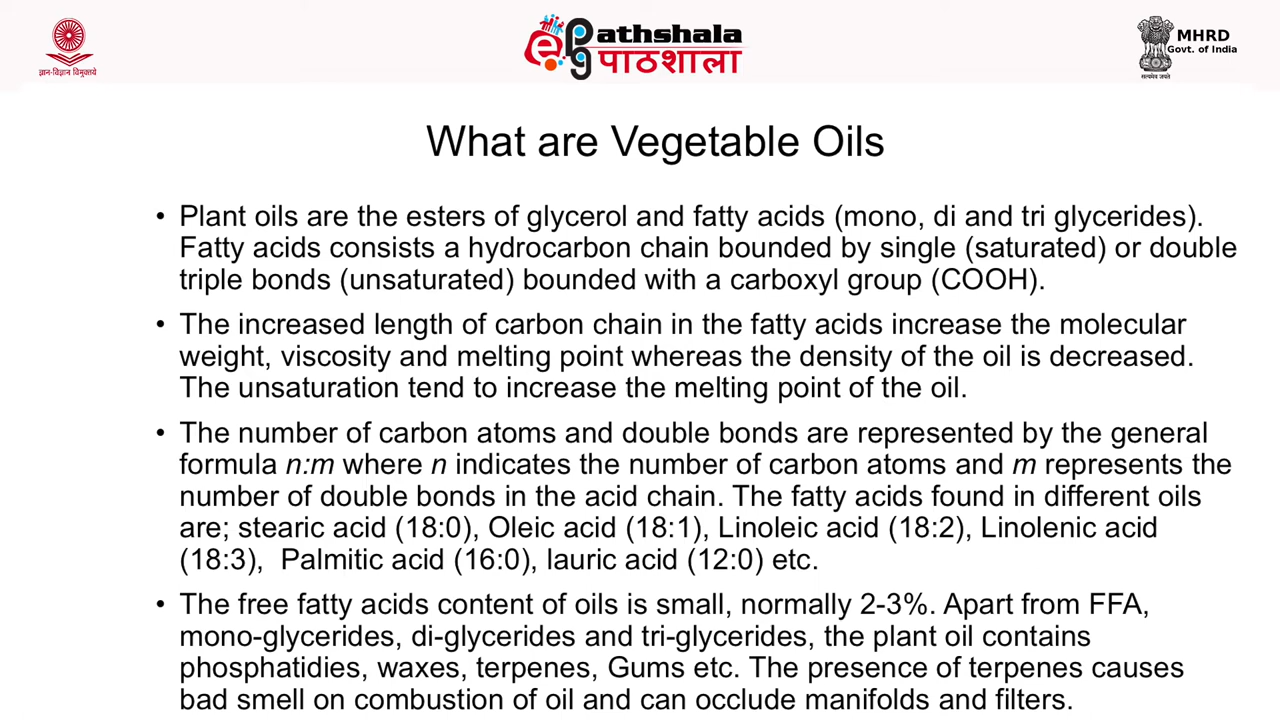 ज्ञान-विज्ञान विमुक्तये
ePG Pathshala
पाठशाला
MHRD
Govt. of India
सत्यमेव जयते
What are Vegetable Oils
• Plant oils are the esters of glycerol and fatty acids (mono, di and tri glycerides).
Fatty acids consists a hydrocarbon chain bounded by single (saturated) or double
triple bonds (unsaturated) bounded with a carboxyl group (COOH).
• The increased length of carbon chain in the fatty acids increase the molecular
weight, viscosity and melting point whereas the density of the oil is decreased.
The unsaturation tend to increase the melting point of the oil.
• The number of carbon atoms and double bonds are represented by the general
formula n:m where n indicates the number of carbon atoms and m represents the
number of double bonds in the acid chain. The fatty acids found in different oils
are; stearic acid (18:0), Oleic acid (18:1), Linoleic acid (18:2), Linolenic acid
(18:3), Palmitic acid (16:0), lauric acid (12:0) etc.
• The free fatty acids content of oils is small, normally 2-3%. Apart from FFA,
mono-glycerides, di-glycerides and tri-glycerides, the plant oil contains
phosphatidies, waxes, terpenes, Gums etc. The presence of terpenes causes
bad smell on combustion of oil and can occlude manifolds and filters.